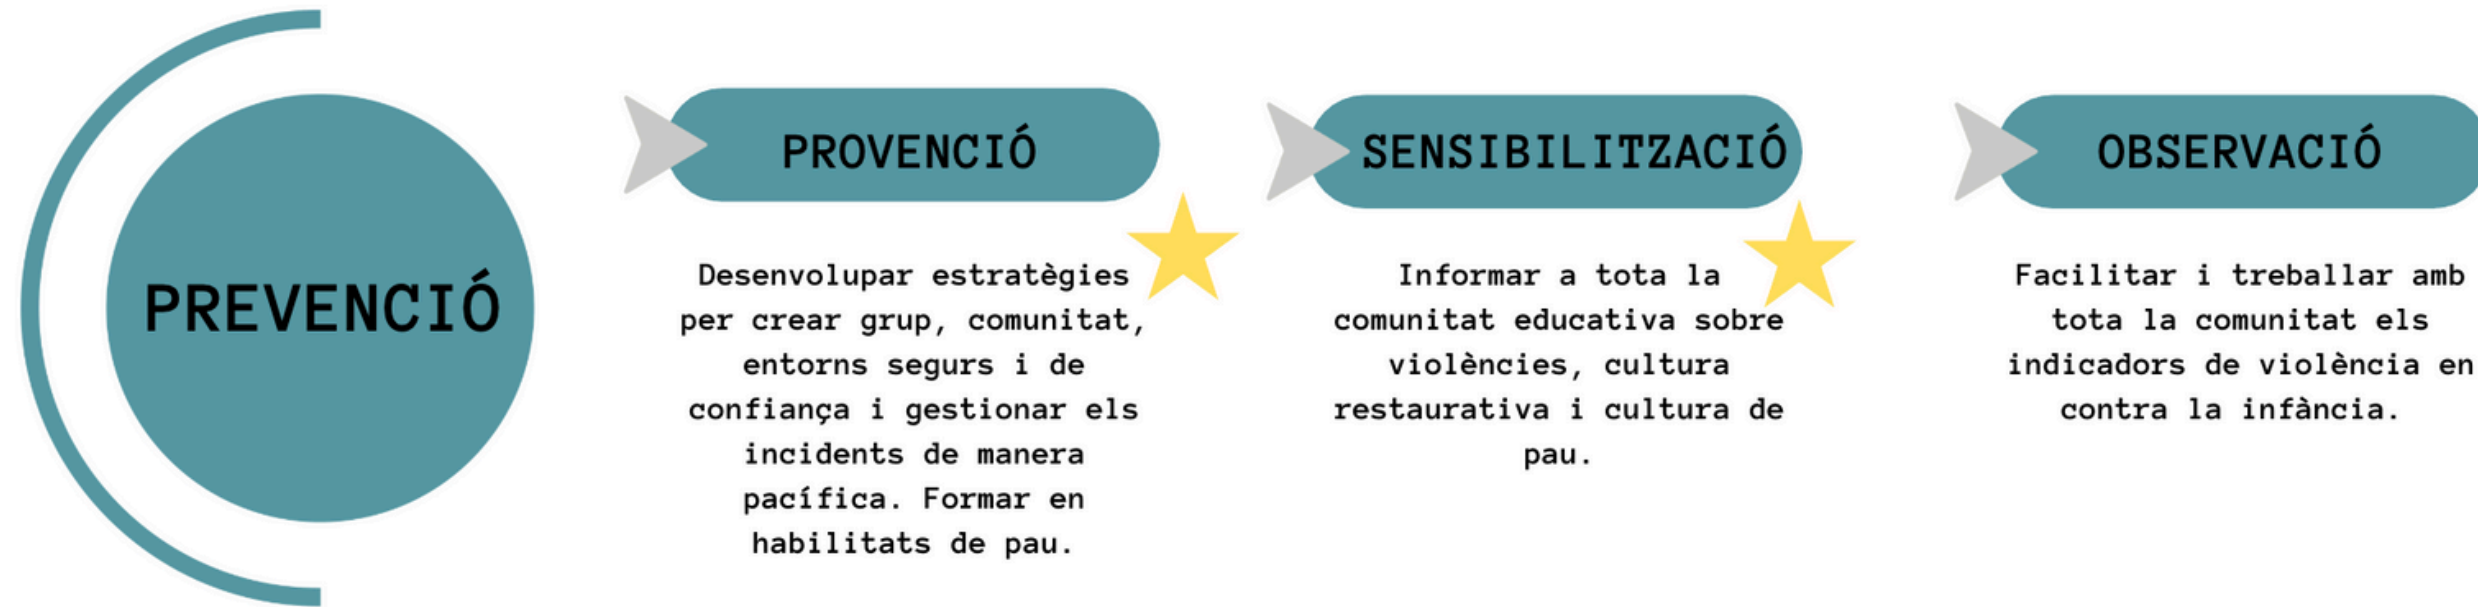 PREVENCIÓ
PROVENCIÓ
Desenvolupar estratègies
per crear grup, comunitat,
entorns segurs i de
confiança i gestionar els
incidents de manera
pacífica. Formar en
habilitats de pau.
SENSIBILITZACIÓ
Informar a tota la
comunitat educativa sobre
violències, cultura
restaurativa i cultura de
pau.
OBSERVACIÓ
Facilitar i treballar amb
tota la comunitat els
indicadors de violència en
contra la infància.